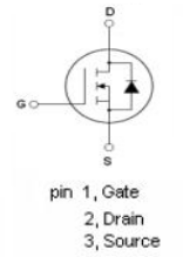 D
G
S
pin 1, Gate
2, Drain
3, Source